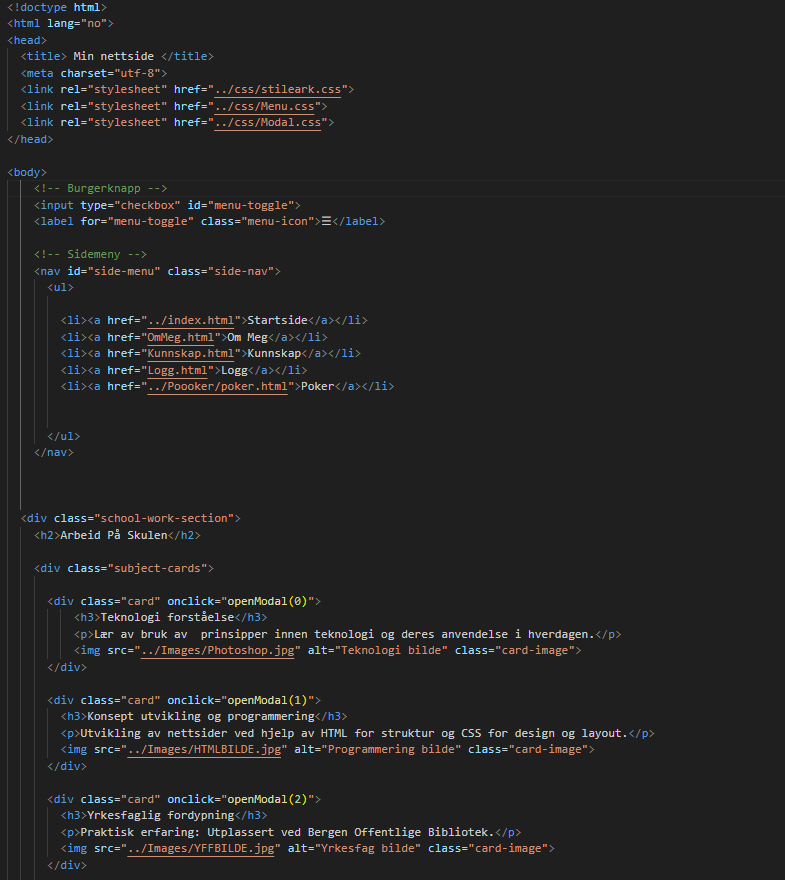 <!doctype html>
<html lang="no">
<head>
<title> Min nettside </title>
<meta charset="utf-8">
<link rel="stylesheet" href="../css/stileark.css">
<link rel="stylesheet" href="../css/Menu.css">
<link rel="stylesheet" href="../css/Modal.css">
</head>
<body>
<!-- Burgerknapp -->
<input type="checkbox" id="menu-toggle">
<label for="menu-toggle" class="menu-icon">☰</label>
<!-- Sidemeny -->
<nav id="side-menu" class="side-nav">
<ul>
<li><a href="../index.html">Startside</a></li>
<li><a href="OmMeg.html">Om Meg</a></li>
<li><a href="Kunnskap.html">Kunnskap</a></li>
<li><a href="Logg.html">Logg</a></li>
<li><a href="../Poooker/poker.html">Poker</a></li>
</ul>
</nav>
<div class="school-work-section">
<h2>Arbeid På Skulen</h2>
<div class="subject-cards">
<div class="card" onclick="openModal(0)">
<h3>Teknologi forståelse</h3>
<p>Lær av bruk av  prinsipper innen teknologi og deres anvendelse i hverdagen.</p>
<img src="../Images/Photoshop.jpg" alt="Teknologi bilde" class="card-image">
</div>
<div class="card" onclick="openModal(1)">
<h3>Konsept utvikling og programmering</h3>
<p>Utvikling av nettsider ved hjelp av HTML for struktur og CSS for design og layout.</p>
<img src="../Images/HTMLBILDE.jpg" alt="Programmering bilde" class="card-image">
</div>
<div class="card" onclick="openModal(2)">
<h3>Yrkesfaglig fordypning</h3>
<p>Praktisk erfaring: Utplassert ved Bergen Offentlige Bibliotek.</p>
<img src="../Images/YFFBILDE.jpg" alt="Yrkesfag bilde" class="card-image">
</div>